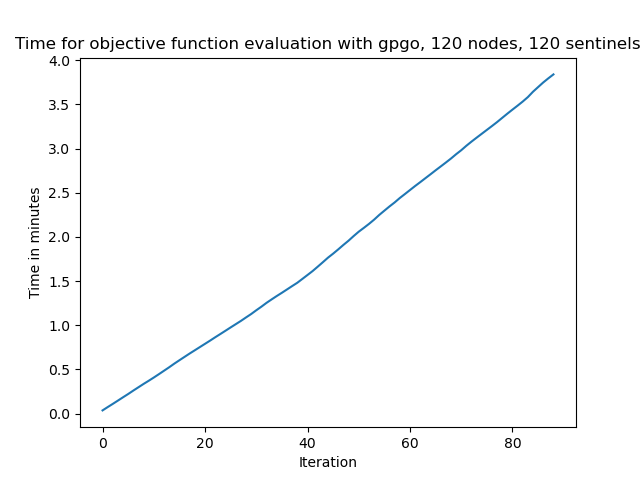 Time for objective function evaluation with gpgo, 120 nodes, 120 sentinels
4.0
3.5
3.0
2.5
2.0
1.5
1.0
0.5
0.0
Time in minutes
0 20 40 60 80
Iteration